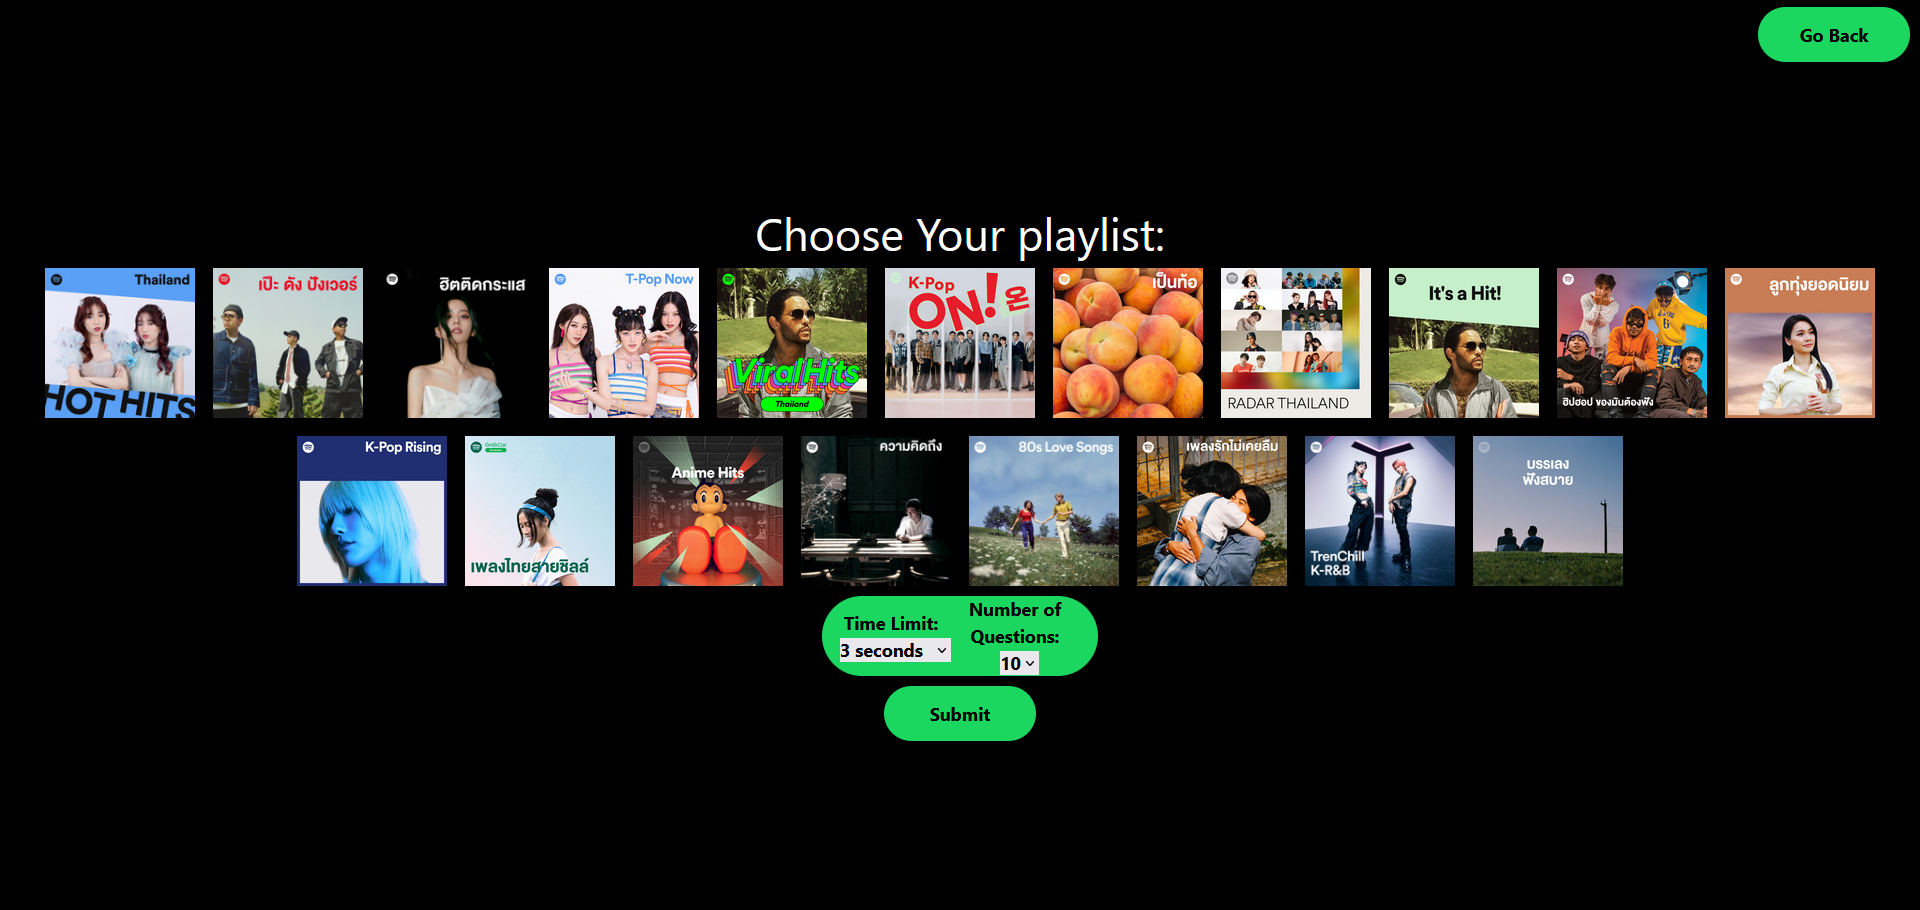 Go Back
Choose Your playlist:
Thailand
HOT HITS
เป๊ะ ดัง ปังเวอร์
ฮิตติดกระแส
T-Pop Now
Viral Hits
Thailand
K-Pop
ON! 온
เป็นท้อ
RADAR THAILAND
It's a Hit!
ฮิปฮอป ของมันต้องฟัง
ลูกทุ่งยอดนิยม
K-Pop Rising
GrabCar
เพลงไทยสายชิลล์
Anime Hits
ความคิดถึง
80s Love Songs
เพลงรักไม่เคยลืม
TrenChill
K-R&B
บรรเลง
ฟังสบาย
Time Limit:
3 seconds
Number of
Questions:
10
Submit